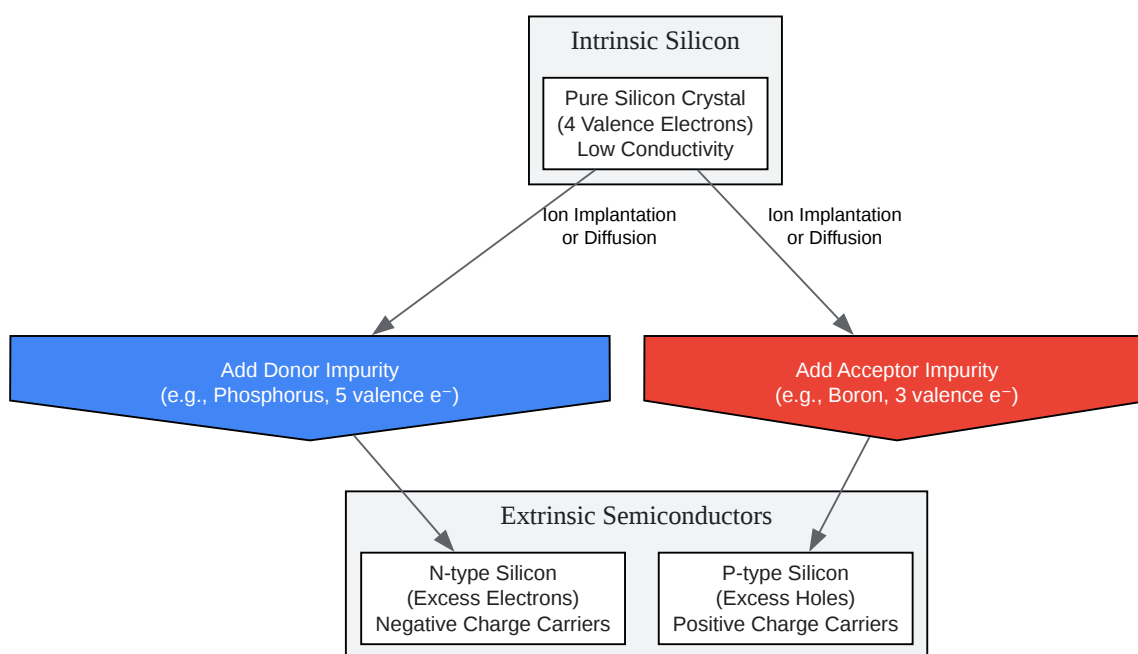 Intrinsic Silicon
Pure Silicon Crystal
(4 Valence Electrons)
Low Conductivity
Ion Implantation
or Diffusion
Ion Implantation
or Diffusion
Add Donor Impurity
(e.g., Phosphorus, 5 valence e⁻)
Add Acceptor Impurity
(e.g., Boron, 3 valence e⁻)
Extrinsic Semiconductors
N-type Silicon
(Excess Electrons)
Negative Charge Carriers
P-type Silicon
(Excess Holes)
Positive Charge Carriers